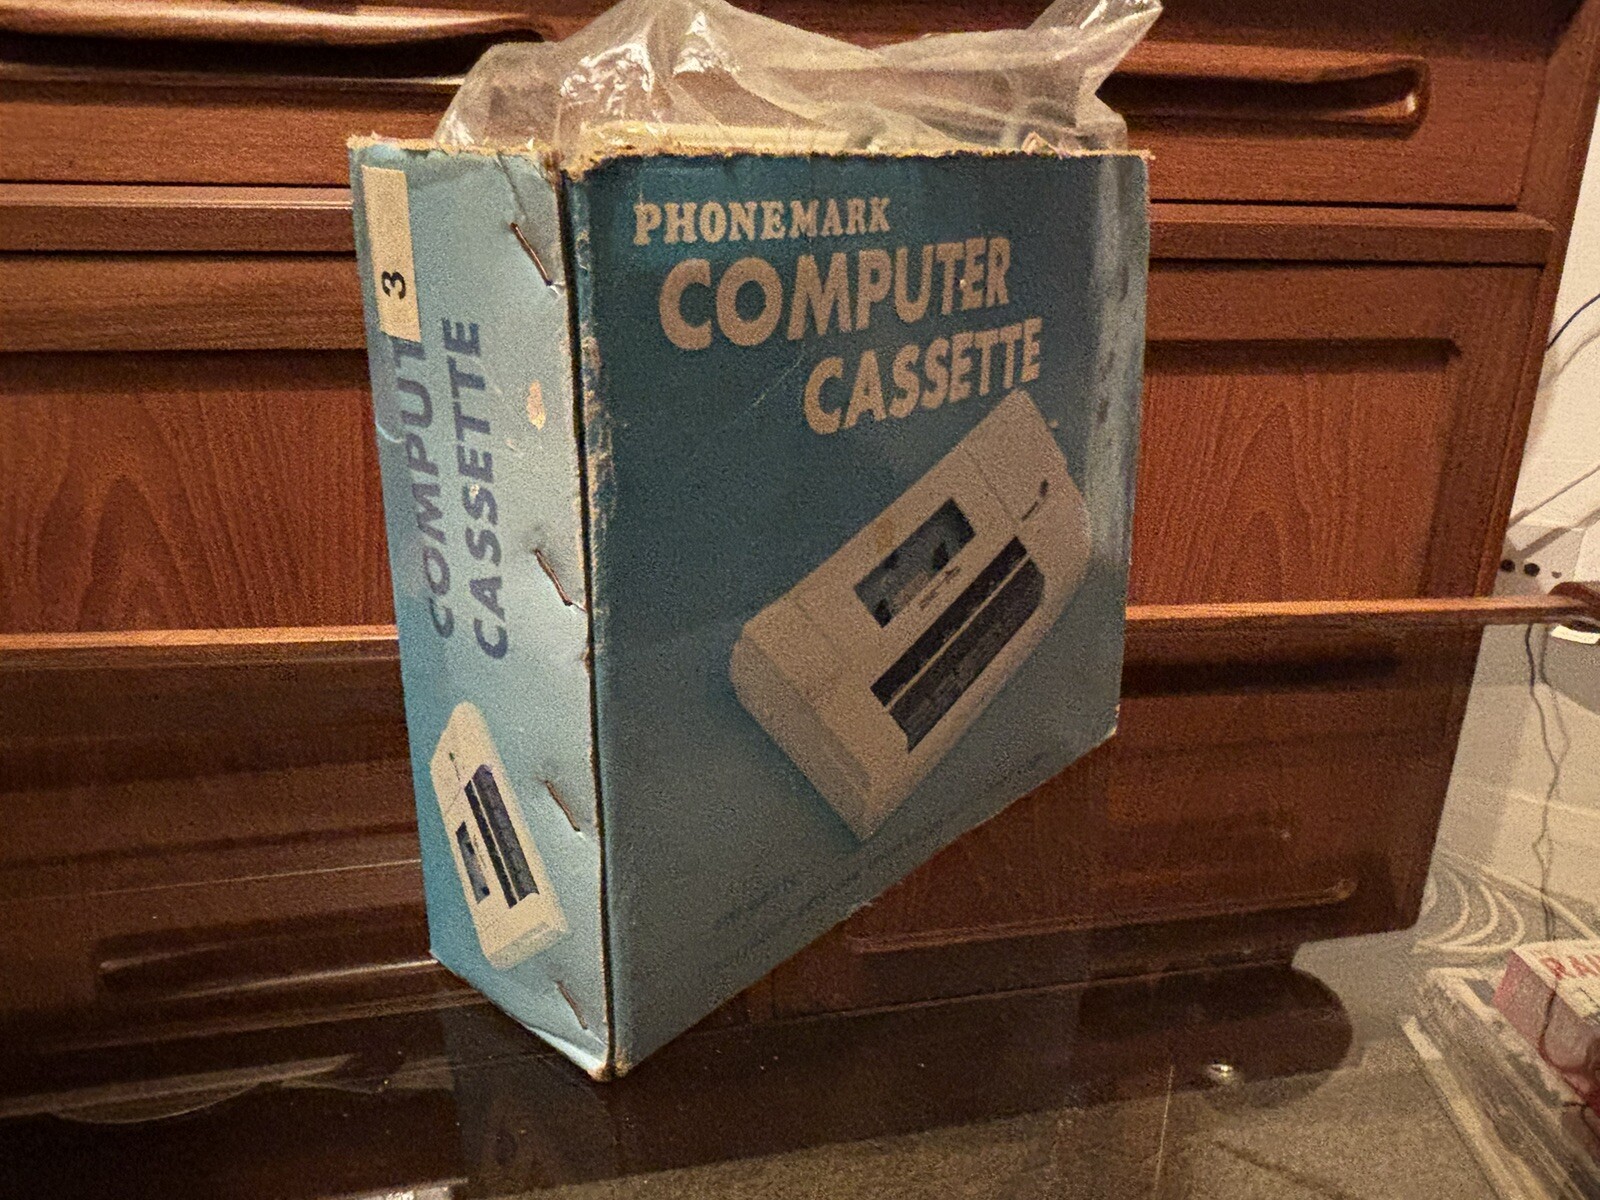 3
COMPUT
CASSETTE
PHONEMARK
COMPUTER
CASSETTE